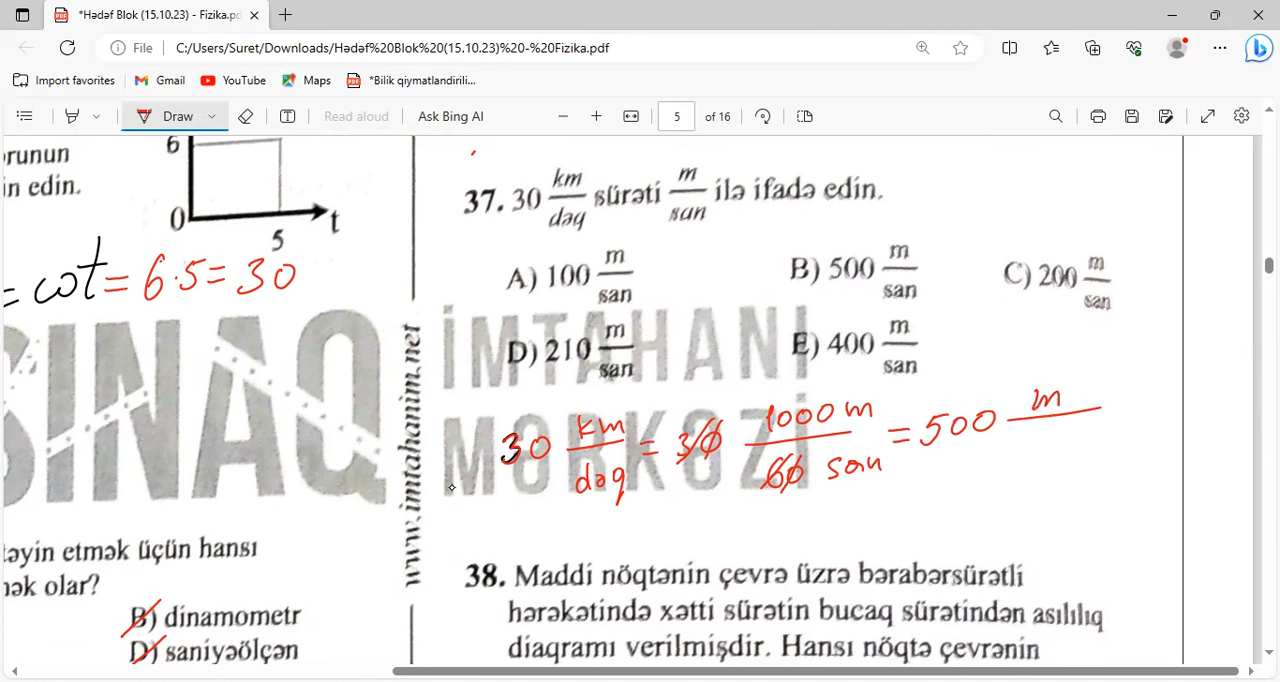 *Hədəf Blok (15.10.23) - Fizika.pd
File C:/Users/Suret/Downloads/Hədəf%20Blok%20(15.10.23)%20-%20Fizika.pdf
Import favorites Gmail YouTube Maps *Bilik qiymatləndirili...
Draw Read aloud Ask Bing AI 5 of 16
runun
n edin.
6
0
5
t
= ωt = 6·5 = 30
SINAQ İMTAHANI
MƏRKƏZİ
www.imtahanim.net
təyin etmək üçün hansı
mək olar?
B) dinamometr
D) saniyəölçən
37. 30 km/dəq sürəti m/san ilə ifadə edin.
A) 100 m/san B) 500 m/san C) 200 m/san
D) 210 m/san E) 400 m/san
30 km/dəq = 30 1000 m/60 san = 500 m
38. Maddi nöqtənin çevrə üzrə bərabərsürətli
hərəkətində xətti sürətin bucaq sürətindən asılılıq
diaqramı verilmişdir. Hansı nöqtə çevrənin